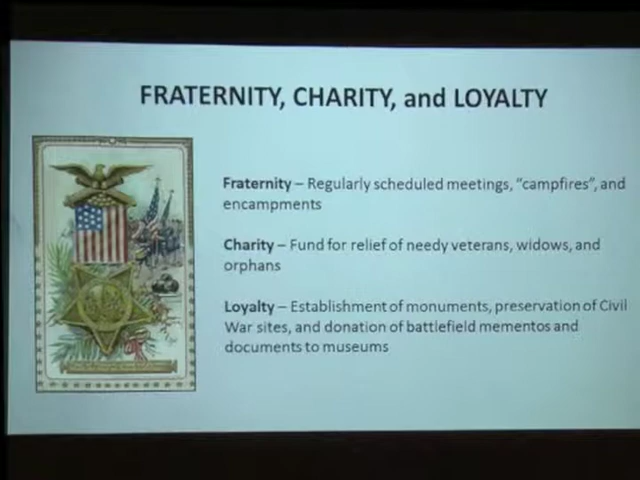 FRATERNITY, CHARITY, and LOYALTY
Fraternity – Regularly scheduled meetings, “campfires”, and
encampments
Charity – Fund for relief of needy veterans, widows, and
orphans
Loyalty – Establishment of monuments, preservation of Civil
War sites, and donation of battlefield mementos and
documents to museums